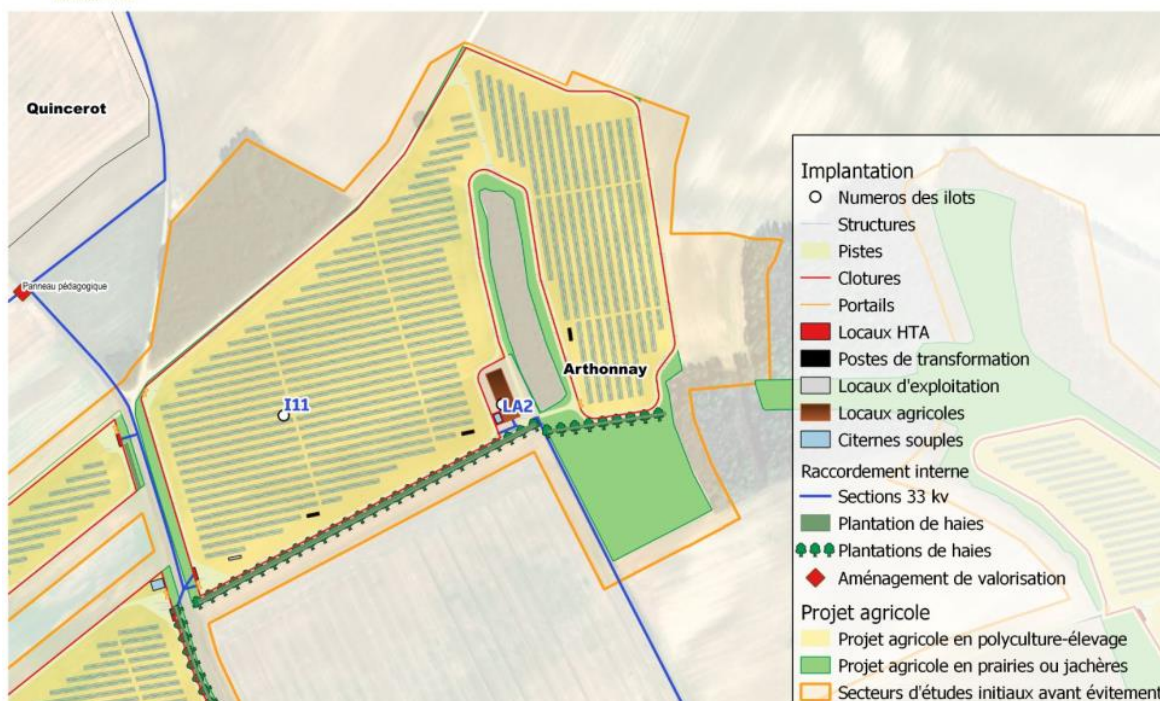 Quincerot
Panneau pédagogique
Arthonnay
I11
LA2
Implantation
Numeros des ilots
Structures
Pistes
Clotures
Portails
Locaux HTA
Postes de transformation
Locaux d'exploitation
Locaux agricoles
Citernes souples
Raccordement interne
Sections 33 kv
Plantation de haies
Plantations de haies
Aménagement de valorisation
Projet agricole
Projet agricole en polyculture-élevage
Projet agricole en prairies ou jachères
Secteurs d'études initiaux avant évitement